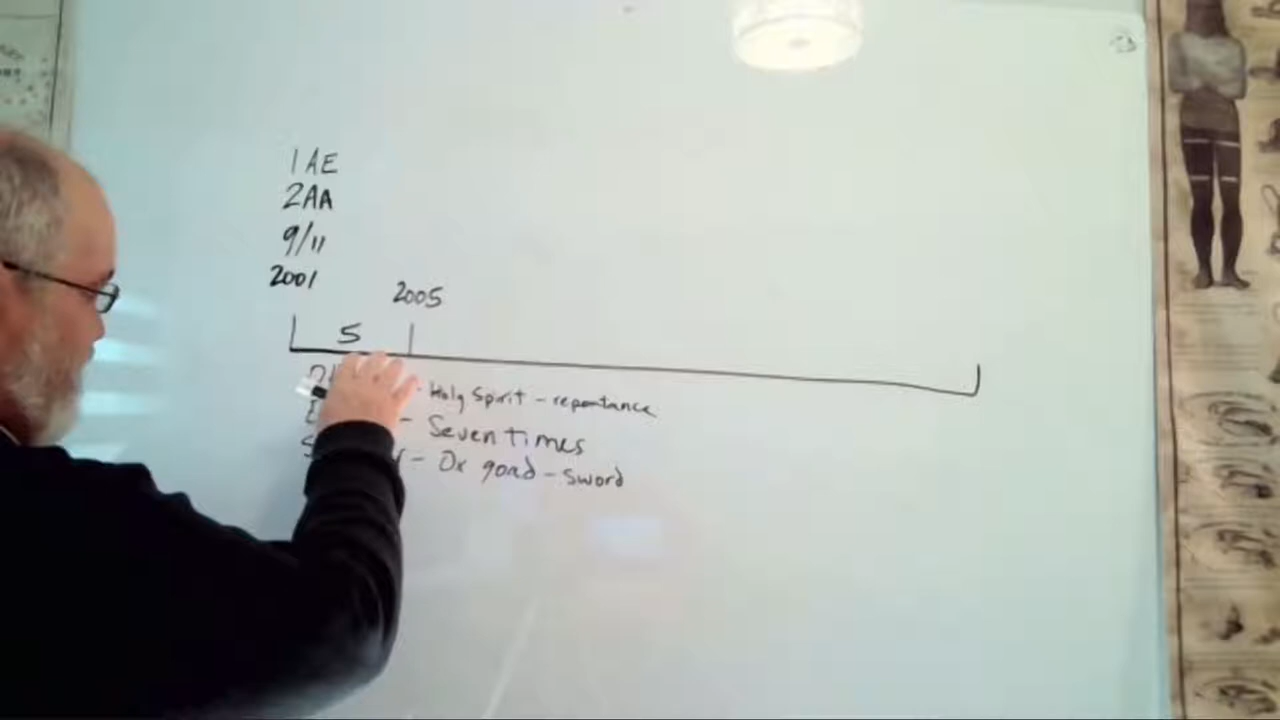 1 AE
2AA
9/11
2001
2005
5
- Holy Spirit - repentance
- Seven Times
- Ox goad - sword